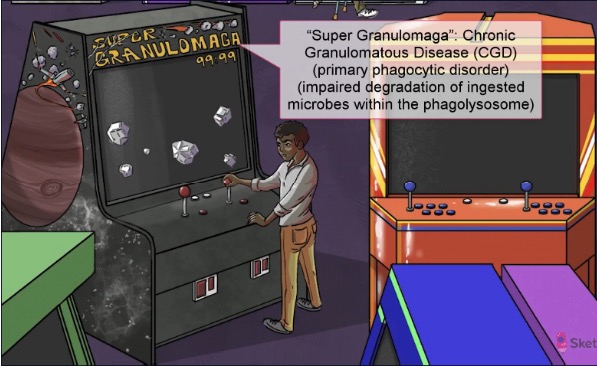 SUPER
GRANULOMAGA
99.99
“Super Granulomaga”: Chronic
Granulomatous Disease (CGD)
(primary phagocytic disorder)
(impaired degradation of ingested
microbes within the phagolysosome)
Sket